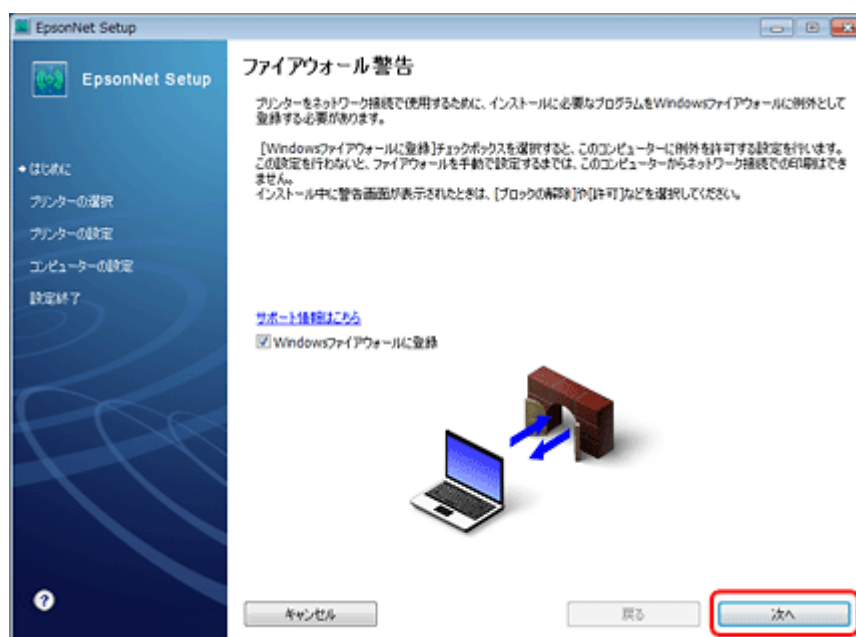 EpsonNet Setup
EpsonNet Setup
はじめに
プリンターの選択
プリンターの設定
コンピューターの設定
設定終了
ファイアウォール警告
プリンターをネットワーク接続で使用するために、インストールに必要なプログラムをWindowsファイアウォールに例外として
登録する必要があります。
[Windowsファイアウォールに登録]チェックボックスを選択すると、このコンピューターに例外を許可する設定を行います。
この設定を行わないと、ファイアウォールを手動で設定するまでは、このコンピューターからネットワーク接続での印刷はでき
ません。
インストール中に警告画面が表示されたときは、[ブロックの解除]や[許可]などを選択してください。
サポート情報はこちら
Windowsファイアウォールに登録
?
キャンセル
戻る
次へ